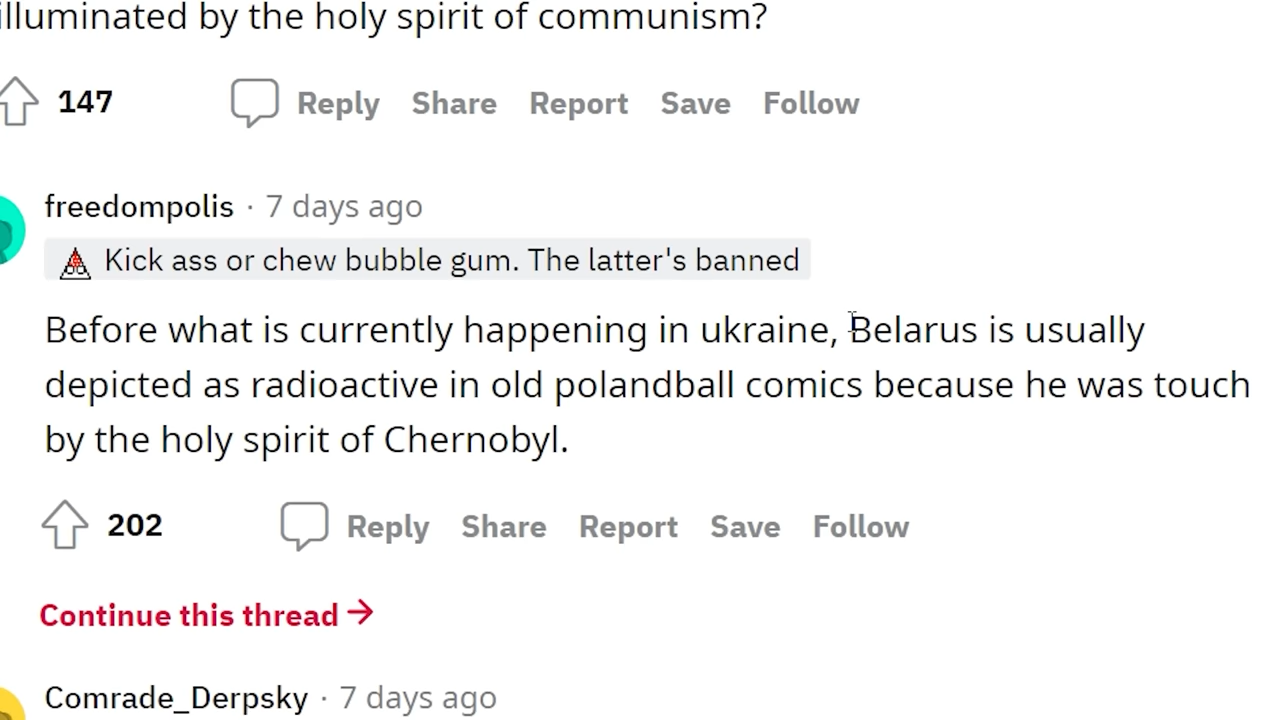 illuminated by the holy spirit of communism?
147 Reply Share Report Save Follow
freedompolis · 7 days ago
Kick ass or chew bubble gum. The latter's banned
Before what is currently happening in ukraine, Belarus is usually
depicted as radioactive in old polandball comics because he was touch
by the holy spirit of Chernobyl.
202 Reply Share Report Save Follow
Continue this thread →
Comrade_Derpsky · 7 days ago